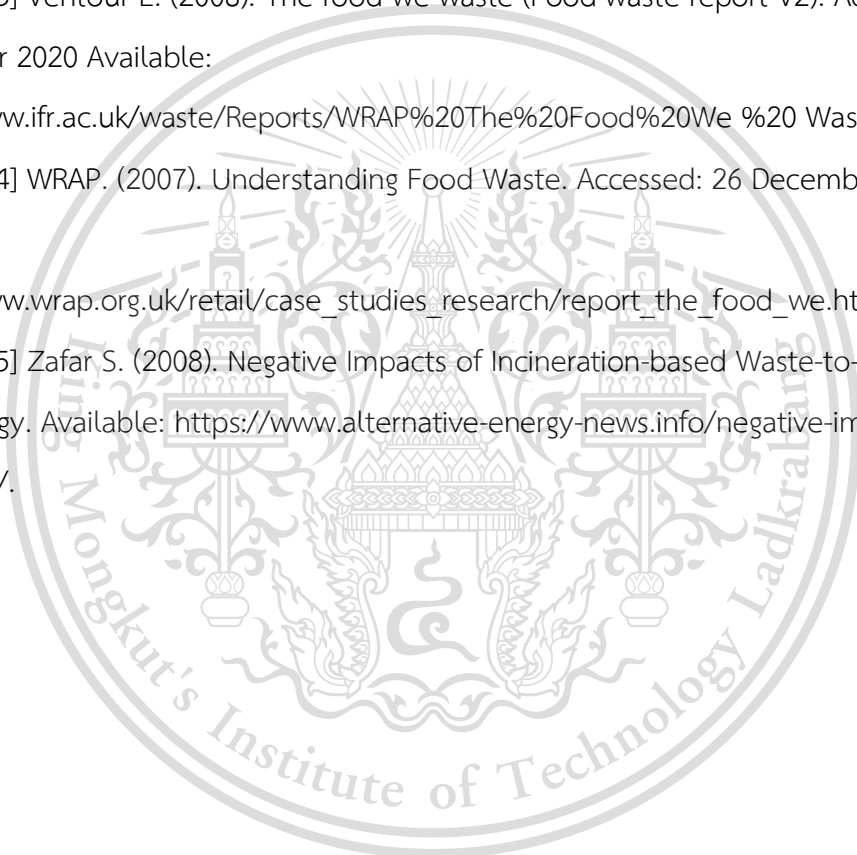 ] Ventour L. (2008). The food we waste (Food waste report v2). A
r 2020 Available:
w.ifr.ac.uk/waste/Reports/WRAP%20The%20Food%20We %20 Was
4] WRAP. (2007). Understanding Food Waste. Accessed: 26 Decemb
w.wrap.org.uk/retail/case_studies_research/report_the_food_we.ht
5] Zafar S. (2008). Negative Impacts of Incineration-based Waste-to-
gy. Available: https://www.alternative-energy-news.info/negative-im
/.
King Mongkut's Institute of Technology Ladkrabang